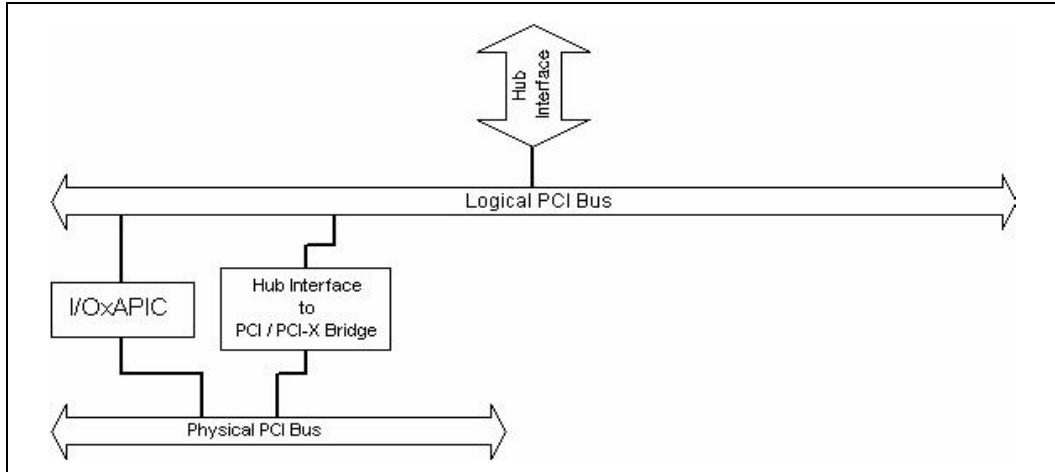 Hub
Interface
Logical PCI Bus
I/OxAPIC
Hub Interface
to
PCI / PCI-X Bridge
Physical PCI Bus